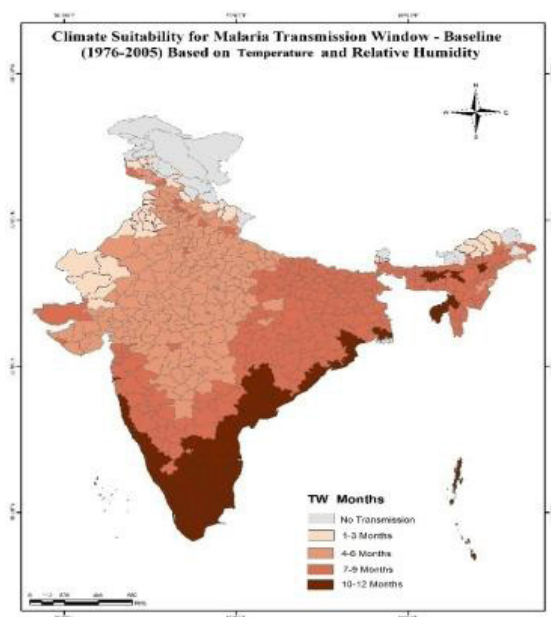 Climate Suitability for Malaria Transmission Window - Baseline
(1976-2005) Based on Temperature and Relative Humidity
N
W
E
S
TW Months
No Transmission
1-3 Months
4-6 Months
7-9 Months
10-12 Months